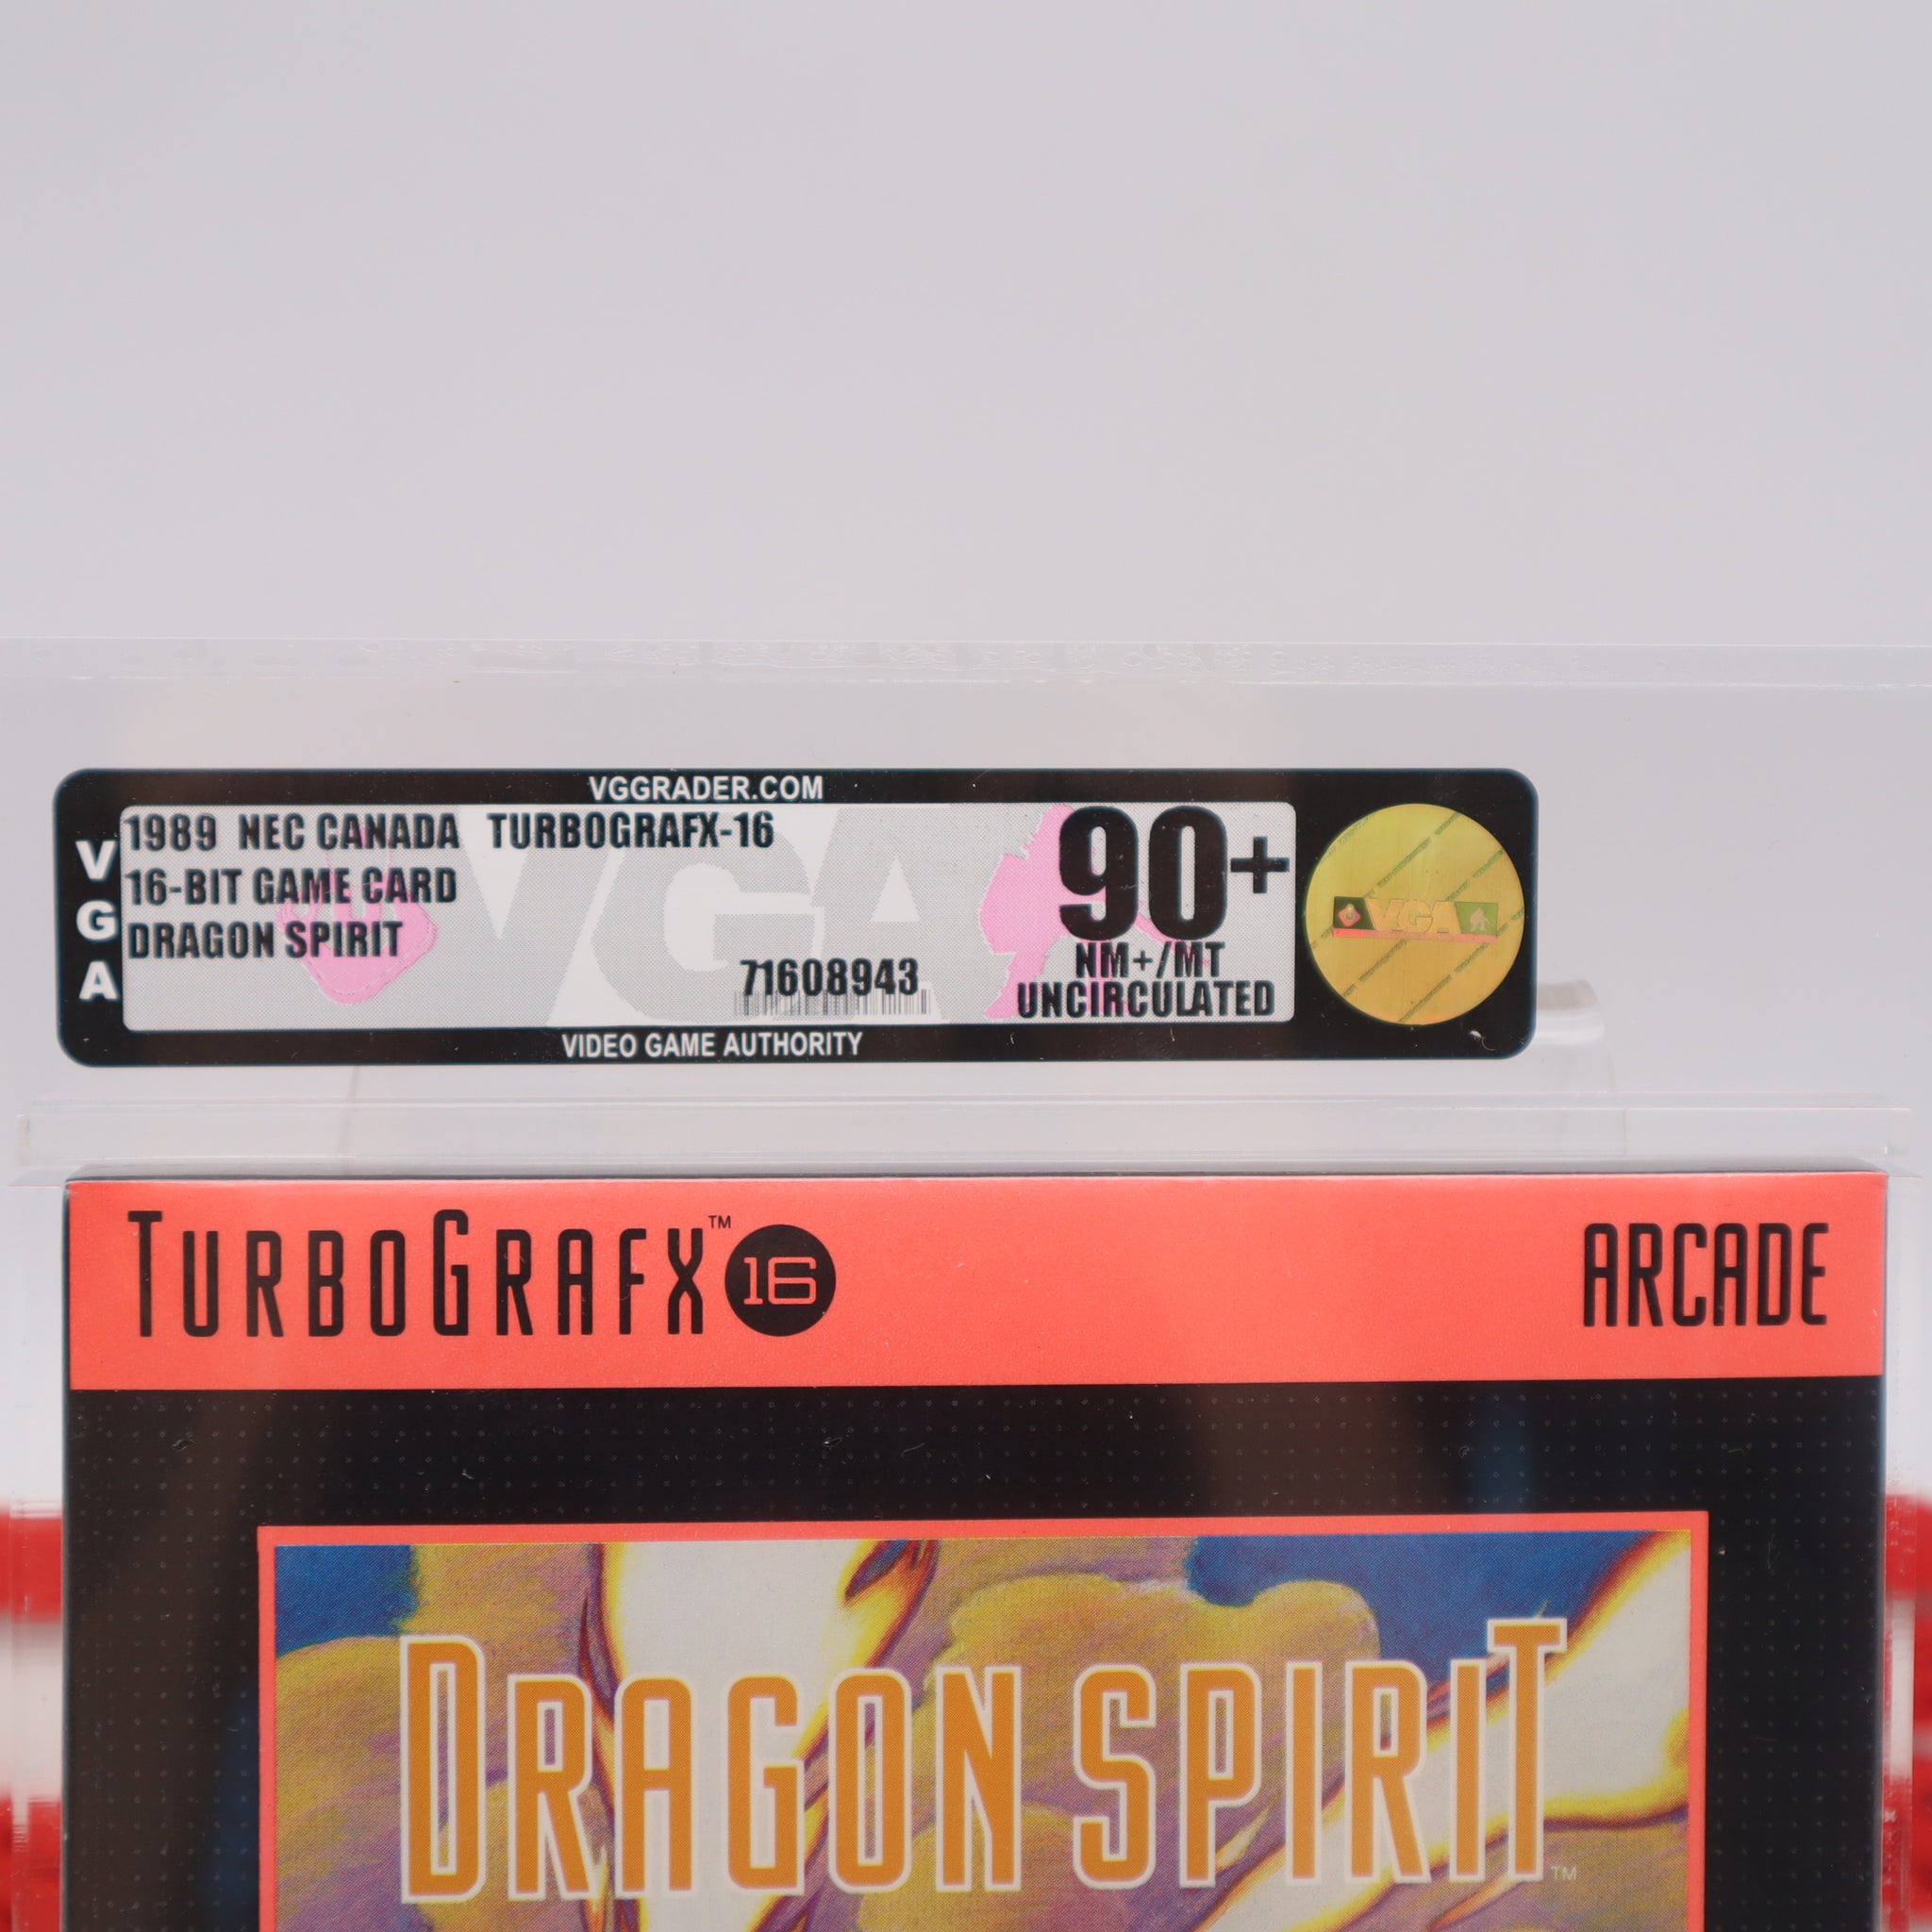 VGGRADER.COM
VGA
1989 NEC CANADA TURBOGRAFX-16
16-BIT GAME CARD
DRAGON SPIRIT
71608943
90+
NM+/MT
UNCIRCULATED
VGA
VGA
VIDEO GAME AUTHORITY
TURBOGRAFX™ 16
ARCADE
DRAGON SPIRIT™